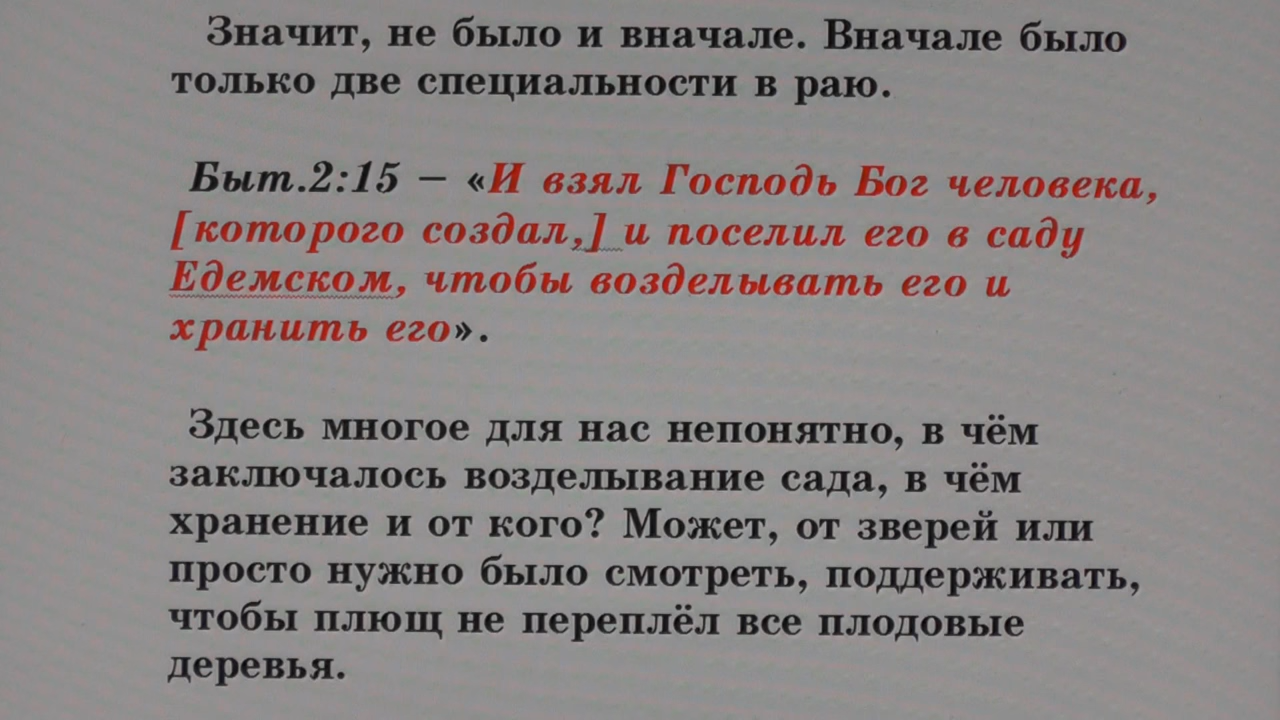 Значит, не было и вначале. Вначале было
только две специальности в раю.
Быт.2:15 – «И взял Господь Бог человека,
[которого создал,] и поселил его в саду
Едемском, чтобы возделывать его и
хранить его».
Здесь многое для нас непонятно, в чём
заключалось возделывание сада, в чём
хранение и от кого? Может, от зверей или
просто нужно было смотреть, поддерживать,
чтобы плющ не переплёл все плодовые
деревья.